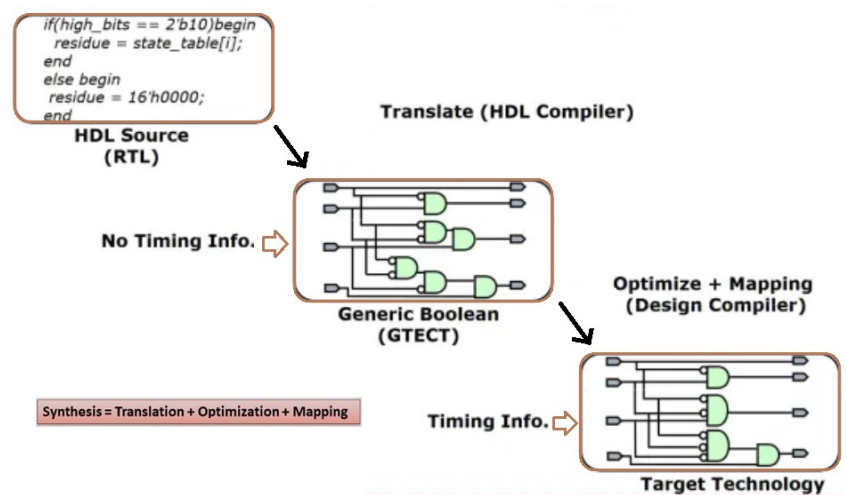 if(high_bits == 2'b10)begin
residue = state_table[i];
end
else begin
residue = 16'h0000;
end
HDL Source
(RTL)
Translate (HDL Compiler)
No Timing Info.
Generic Boolean
(GTECT)
Optimize + Mapping
(Design Compiler)
Synthesis = Translation + Optimization + Mapping
Timing Info.
Target Technology